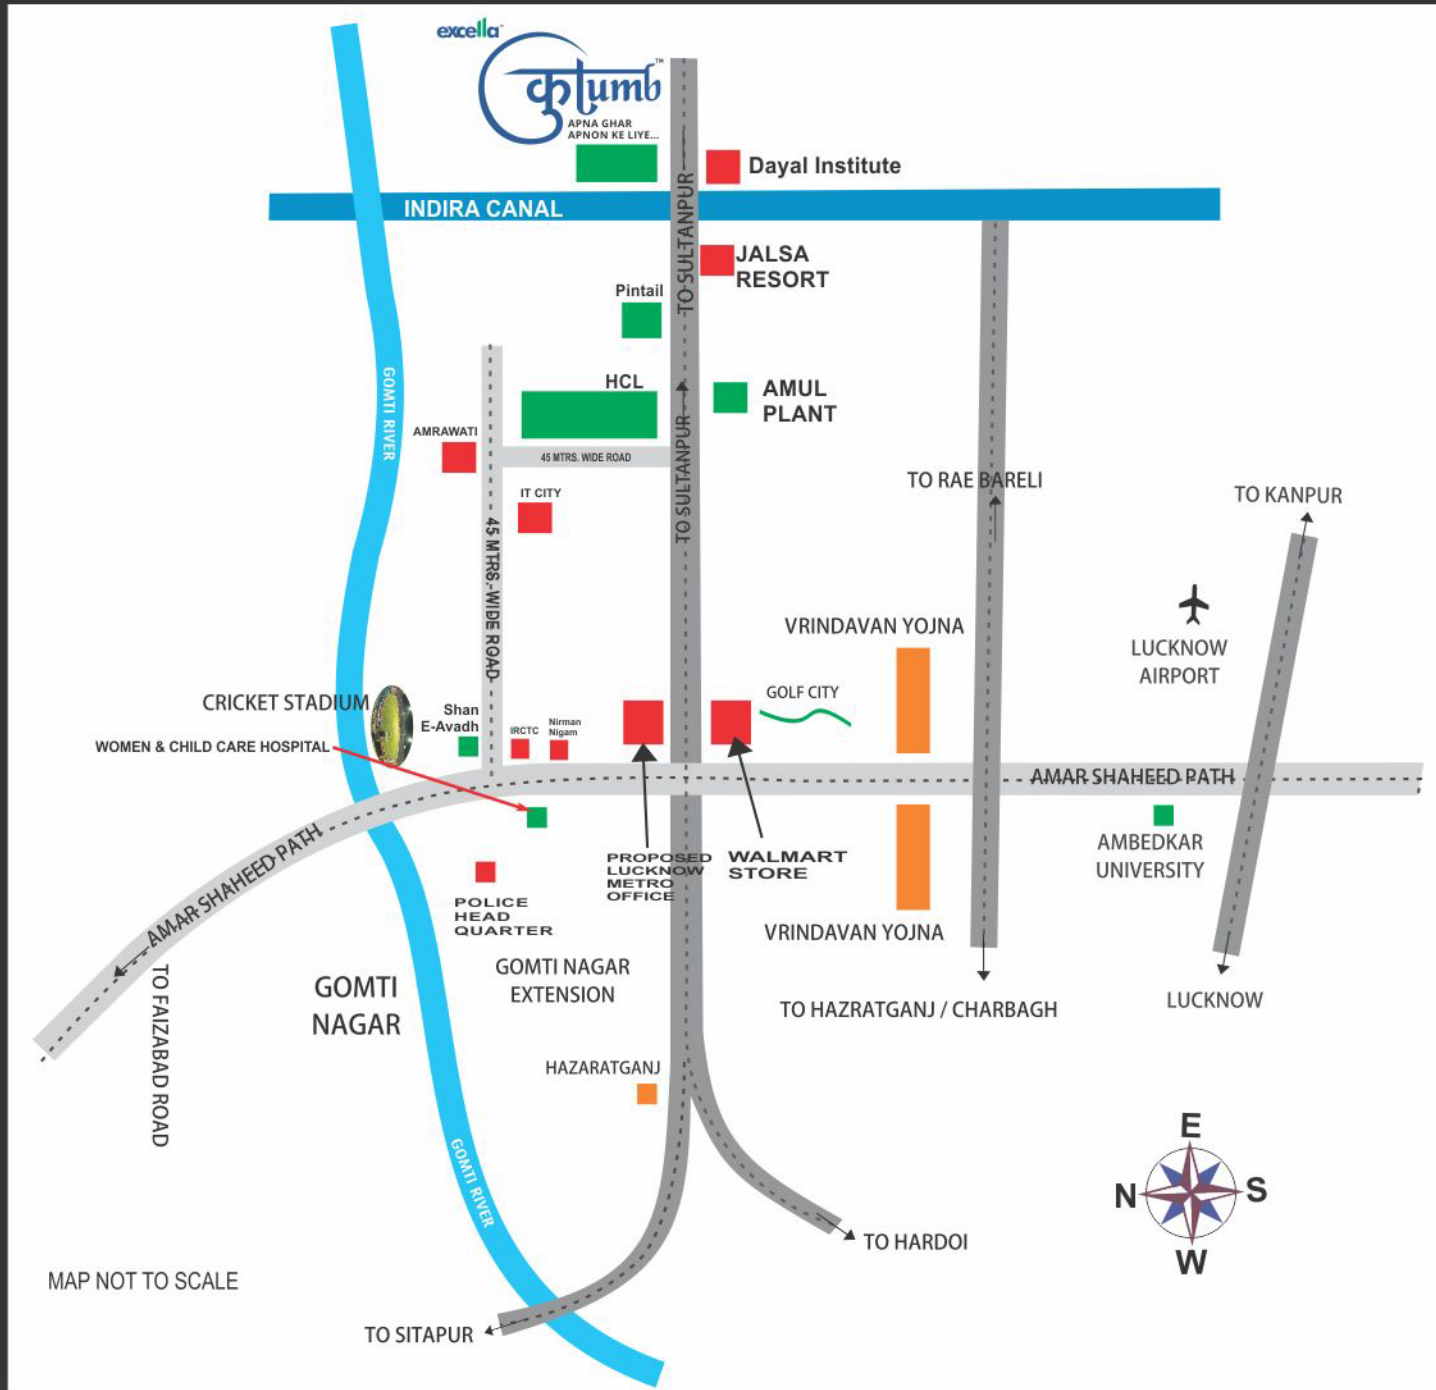 excella
कुtumb™
APNA GHAR
APNON KE LIYE...
Dayal Institute
INDIRA CANAL
TO SULTANPUR
JALSA
RESORT
Pintail
GOMTI RIVER
HCL
AMUL
PLANT
AMRAWATI
45 MTRS. WIDE ROAD
TO SULTANPUR
IT CITY
45 MTRS. WIDE ROAD
TO RAE BARELI
TO KANPUR
VRINDAVAN YOJNA
LUCKNOW
AIRPORT
CRICKET STADIUM
GOLF CITY
Shan
E-Avadh
IRCTC
Nirman
Nigam
WOMEN & CHILD CARE HOSPITAL
AMAR SHAHEED PATH
AMAR SHAHEED PATH
PROPOSED
LUCKNOW
METRO
OFFICE
WALMART
STORE
AMBEDKAR
UNIVERSITY
POLICE
HEAD
QUARTER
VRINDAVAN YOJNA
TO FAIZABAD ROAD
GOMTI
NAGAR
GOMTI NAGAR
EXTENSION
TO HAZRATGANJ / CHARBAGH
LUCKNOW
HAZARATGANJ
GOMTI RIVER
E
N
S
W
TO HARDOI
MAP NOT TO SCALE
TO SITAPUR